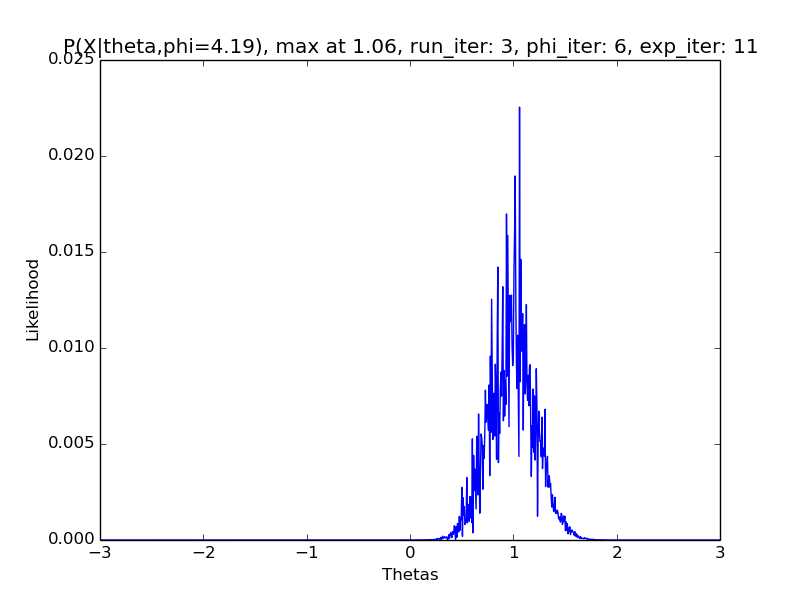 P(X|theta,phi=4.19), max at 1.06, run_iter: 3, phi_iter: 6, exp_iter: 11
0.025
0.020
0.015
0.010
0.005
0.000
Likelihood
−3 −2 −1 0 1 2 3
Thetas